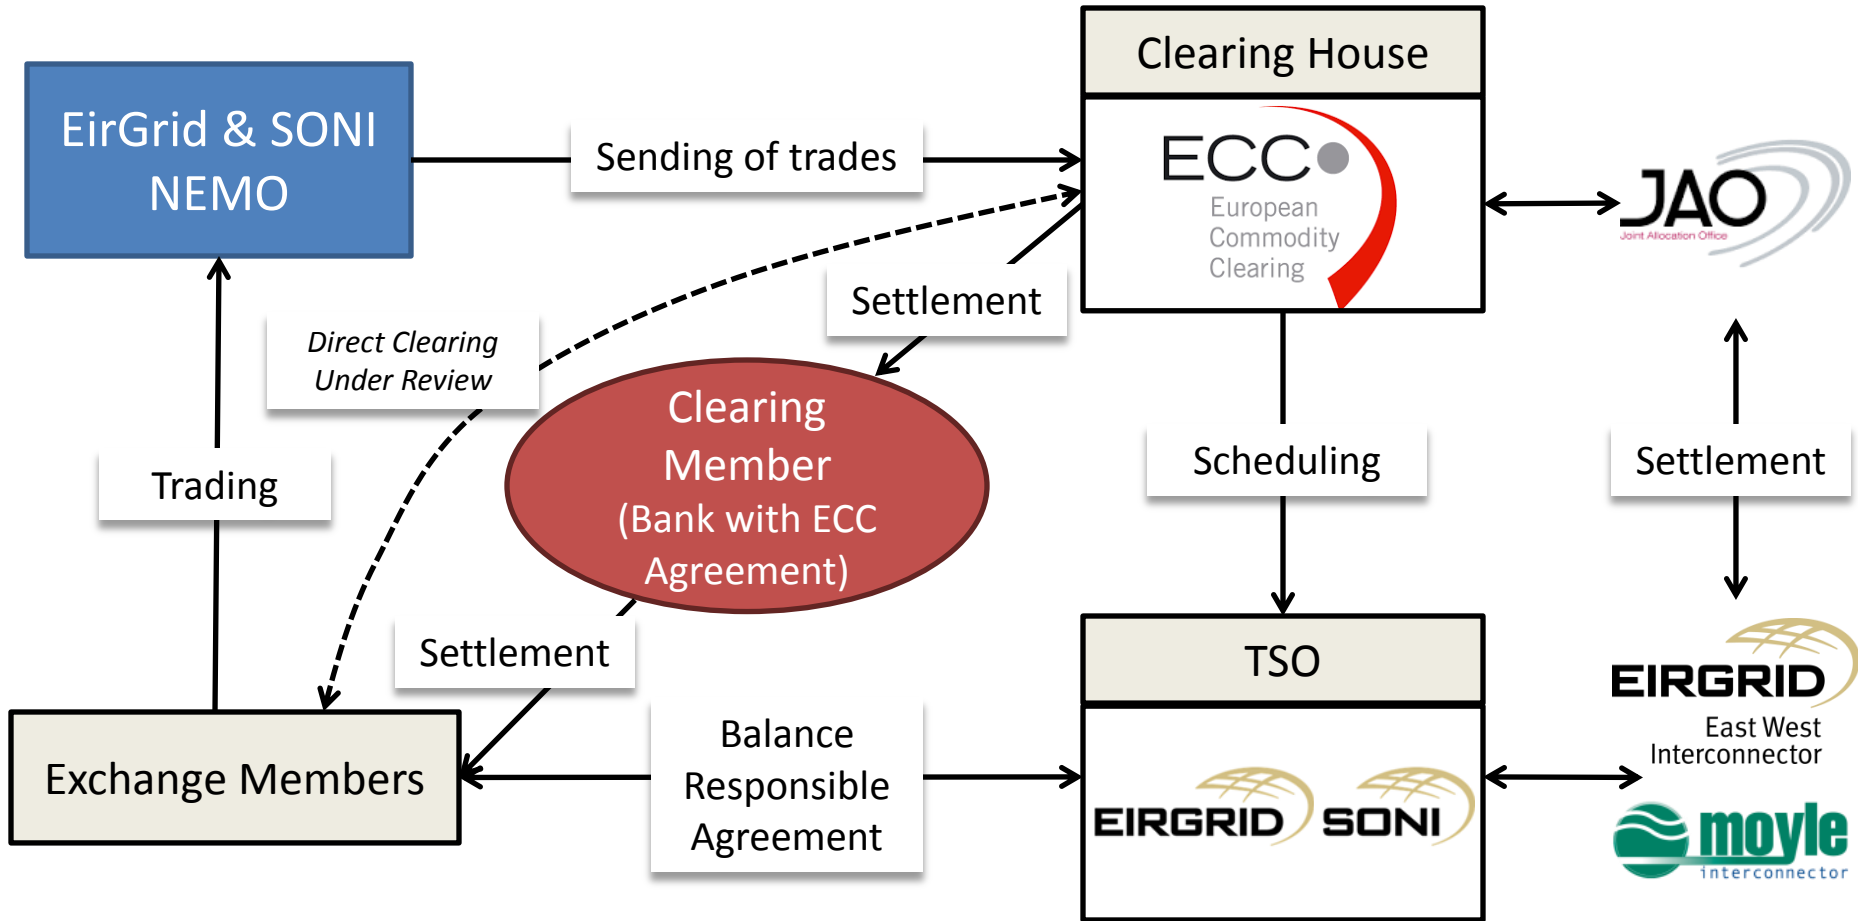 Clearing House
EirGrid & SONI
NEMO
Sending of trades
ECC
European
Commodity
Clearing
JAO
Joint Allocation Office
Settlement
Direct Clearing
Under Review
Clearing
Member
(Bank with ECC
Agreement)
Trading
Scheduling
Settlement
Settlement
TSO
EIRGRID
East West
Interconnector
Exchange Members
Balance
Responsible
Agreement
EIRGRID
SONI
moyle
interconnector